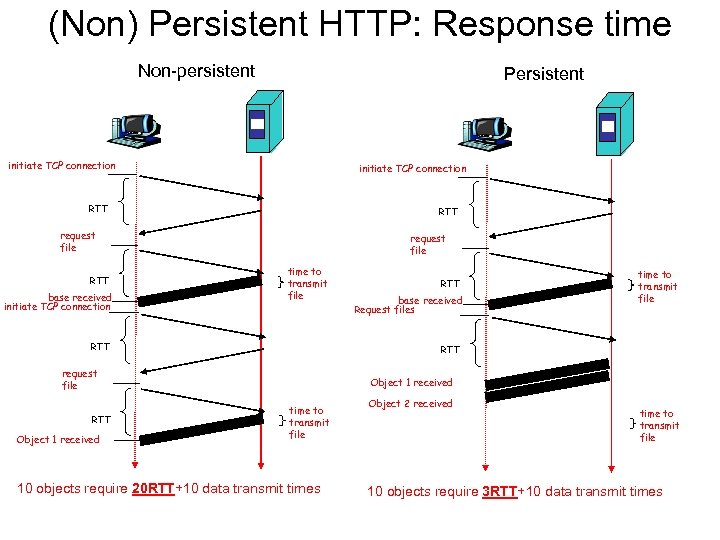 (Non) Persistent HTTP: Response time
Non-persistent
initiate TCP connection
RTT
request
file
RTT
time to
transmit
file
base received
initiate TCP connection
RTT
request
file
RTT
time to
transmit
file
Object 1 received
10 objects require 20RTT+10 data transmit times
Persistent
initiate TCP connection
RTT
request
file
RTT
time to
transmit
file
base received
Request files
RTT
Object 1 received
Object 2 received
time to
transmit
file
10 objects require 3RTT+10 data transmit times